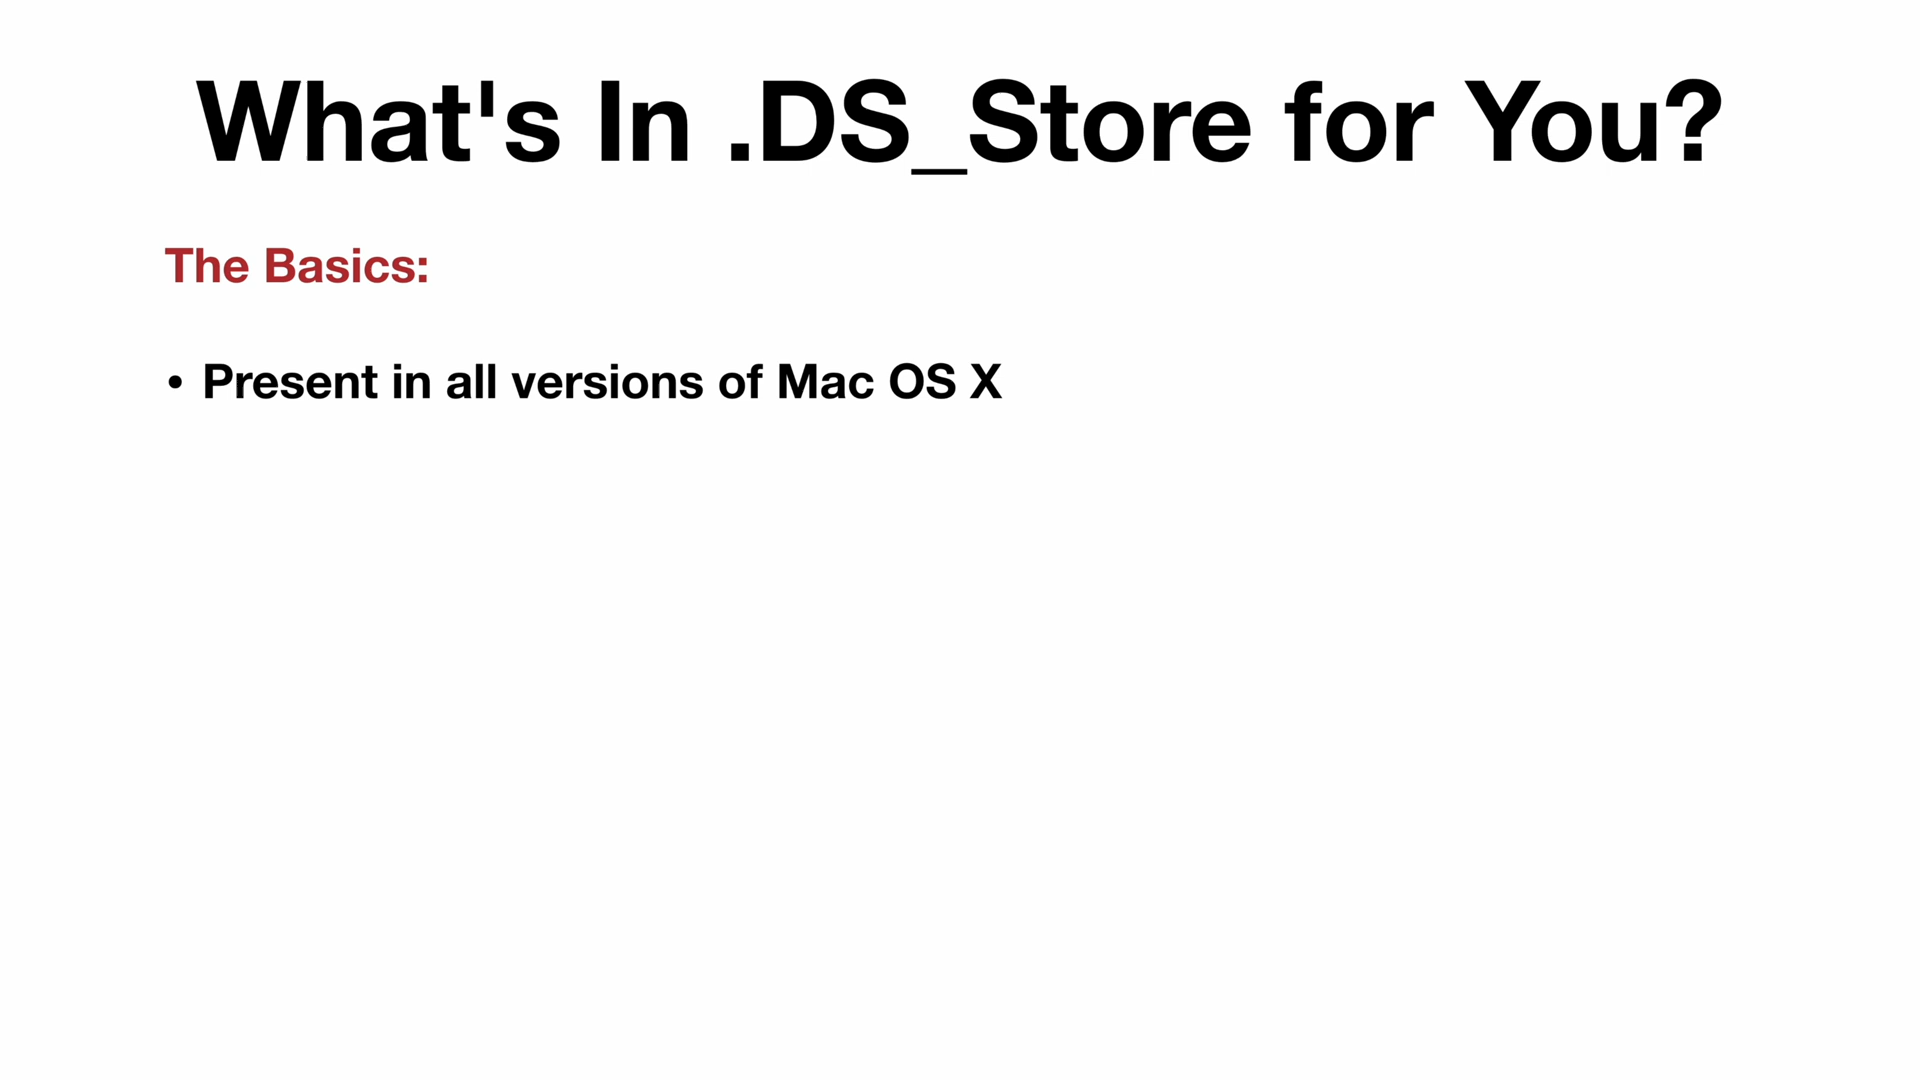 What's In .DS_Store for You?
The Basics:
• Present in all versions of Mac OS X